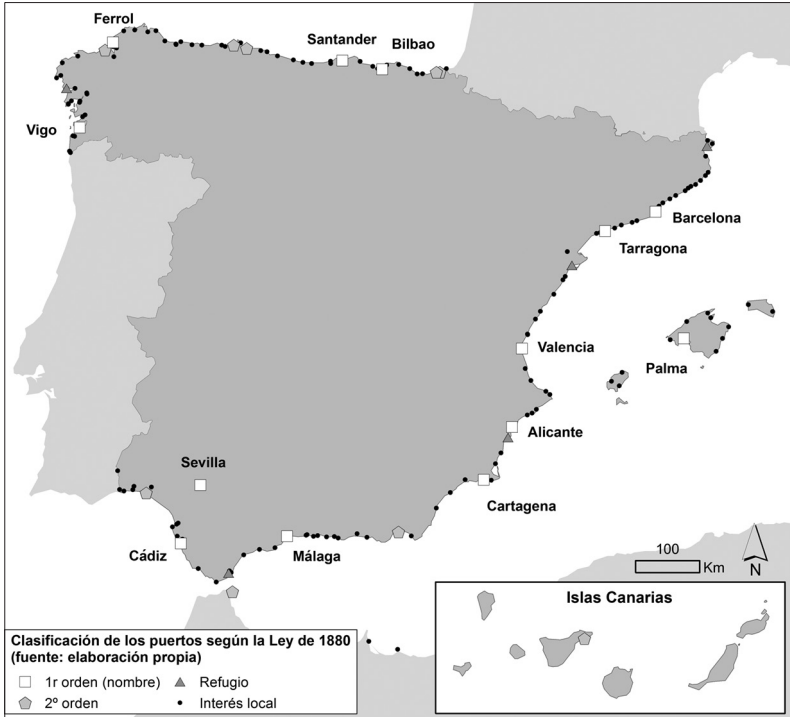 Ferrol
Santander
Bilbao
Vigo
Barcelona
Tarragona
Valencia
Palma
Alicante
Sevilla
Cartagena
Cádiz
Málaga
100
Km
N
Islas Canarias
Clasificación de los puertos según la Ley de 1880
(fuente: elaboración propia)
1r orden (nombre)
Refugio
2º orden
Interés local